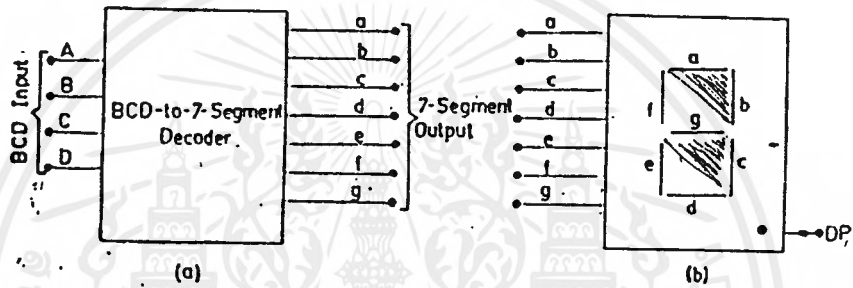 BCD Input
A
B
C
D
BCD-to-7-Segment
Decoder
a
b
c
d
e
f
g
7-Segment
Output
(a)
a
b
c
d
e
f
g
a
f
b
g
e
c
d
DP
(b)